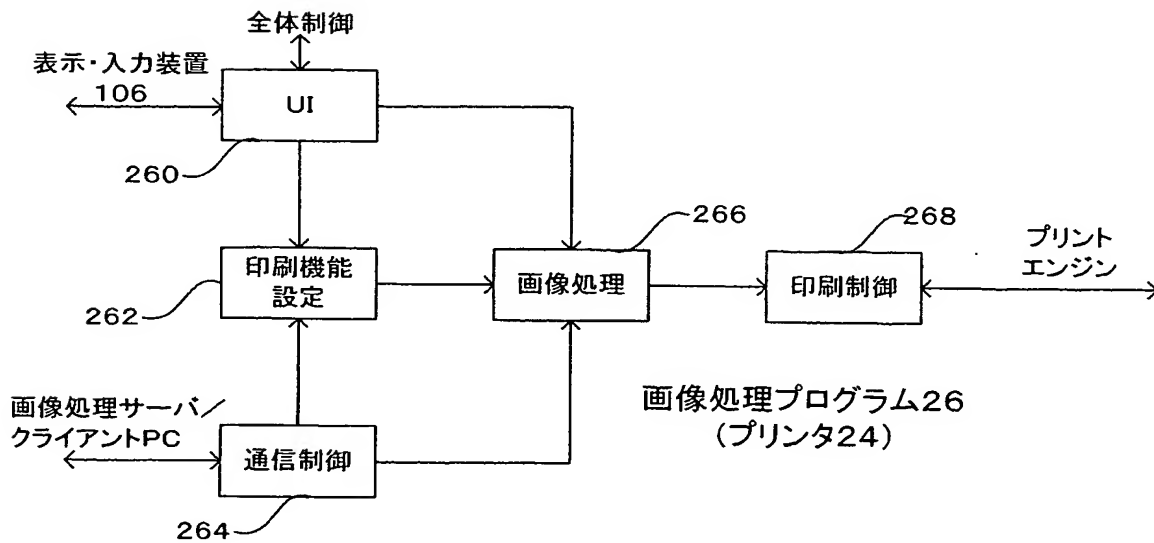 全体制御
表示・入力装置
106
UI
260
266
268
プリント
エンジン
印刷機能
設定
画像処理
印刷制御
262
画像処理サーバ/
クライアントPC
通信制御
264
画像処理プログラム26
(プリンタ24)